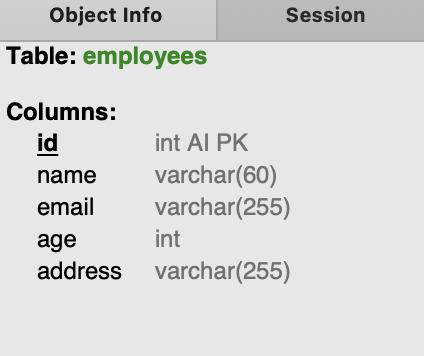 Object Info Session
Table: employees
Columns:
id int AI PK
name varchar(60)
email varchar(255)
age int
address varchar(255)